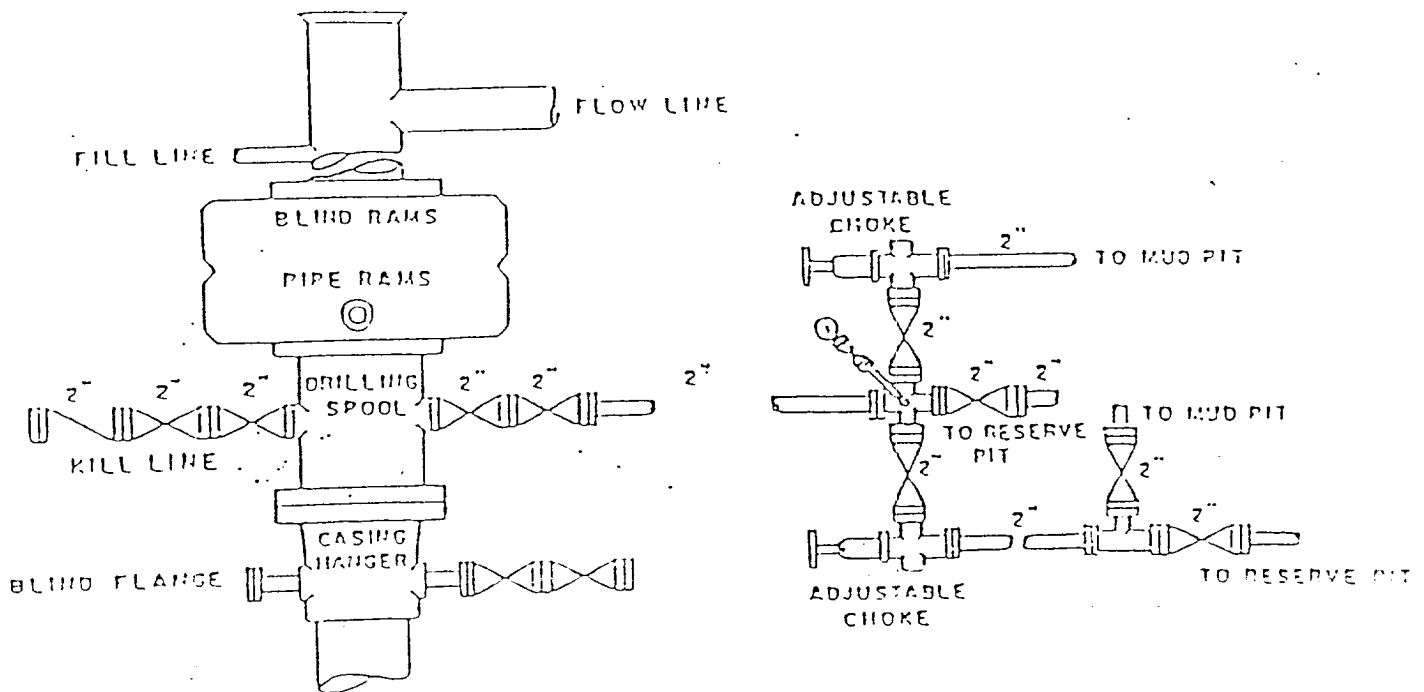 FLOW LINE
FILL LINE
BLIND RAMS
PIPE RAMS
2" 2" 2" DRILLING SPOOL 2" 2" 2"
KILL LINE
CASING HANGER
BLIND FLANGE
ADJUSTABLE
CHOKE
2"
TO MUD PIT
2"
2" 2"
TO RESERVE
PIT
TO MUD PIT
2"
2"
2"
2"
TO RESERVE PIT
ADJUSTABLE
CHOKE